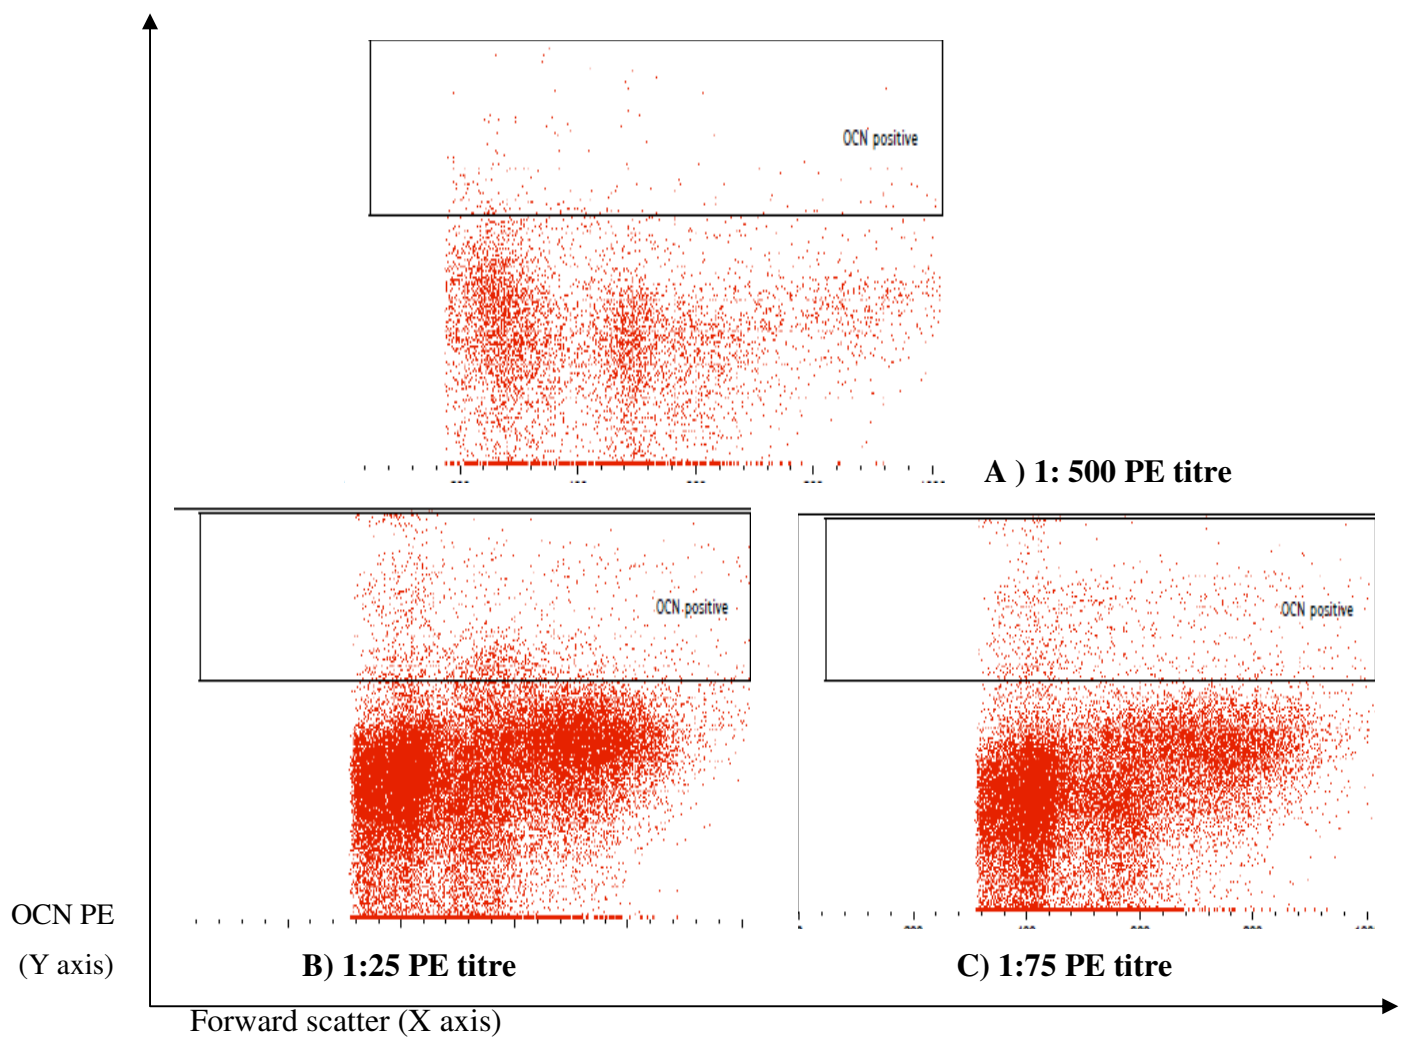 OCN positive
A ) 1: 500 PE titre
OCN positive
OCN positive
OCN PE
(Y axis)
B) 1:25 PE titre
C) 1:75 PE titre
Forward scatter (X axis)